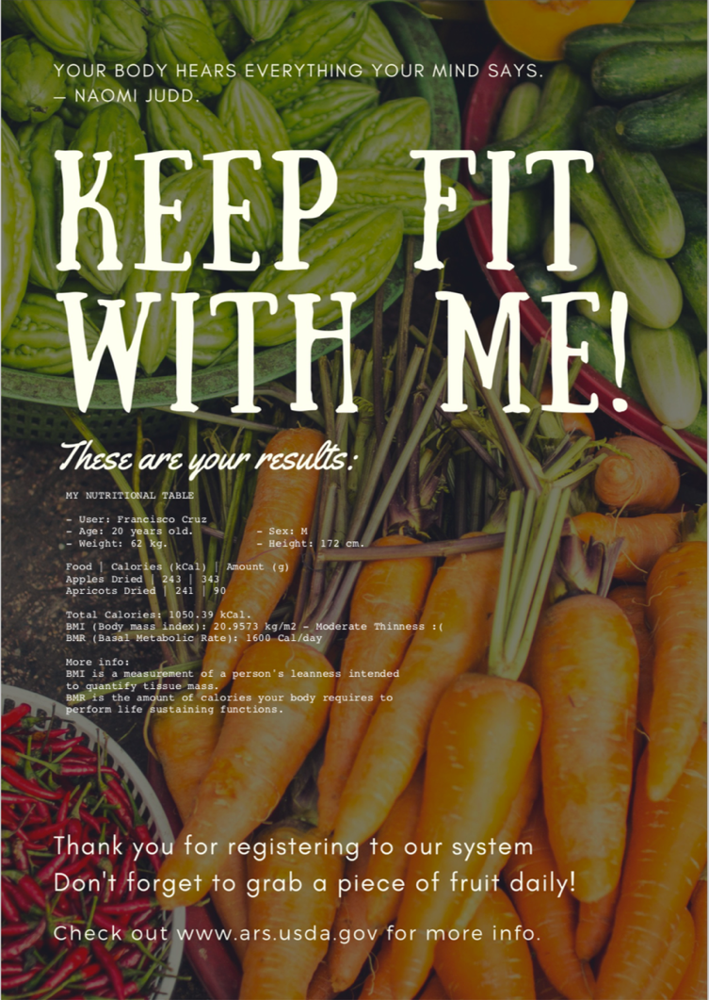 YOUR BODY HEARS EVERYTHING YOUR MIND SAYS.
– NAOMI JUDD.
KEEP FIT
WITH ME!
These are your results:
MY NUTRITIONAL TABLE
- User: Francisco Cruz
- Age: 20 years old. - Sex: M
- Weight: 62 kg. - Height: 172 cm.
Food | Calories (kCal) | Amount (g)
Apples Dried | 243 | 343
Apricots Dried | 241 | 90
Total Calories: 1050.39 kCal.
BMI (Body mass index): 20.9573 kg/m2 - Moderate Thinness :(
BMR (Basal Metabolic Rate): 1600 Cal/day
More info:
BMI is a measurement of a person's leanness intended
to quantify tissue mass.
BMR is the amount of calories your body requires to
perform life sustaining functions.
Thank you for registering to our system
Don't forget to grab a piece of fruit daily!
Check out www.ars.usda.gov for more info.